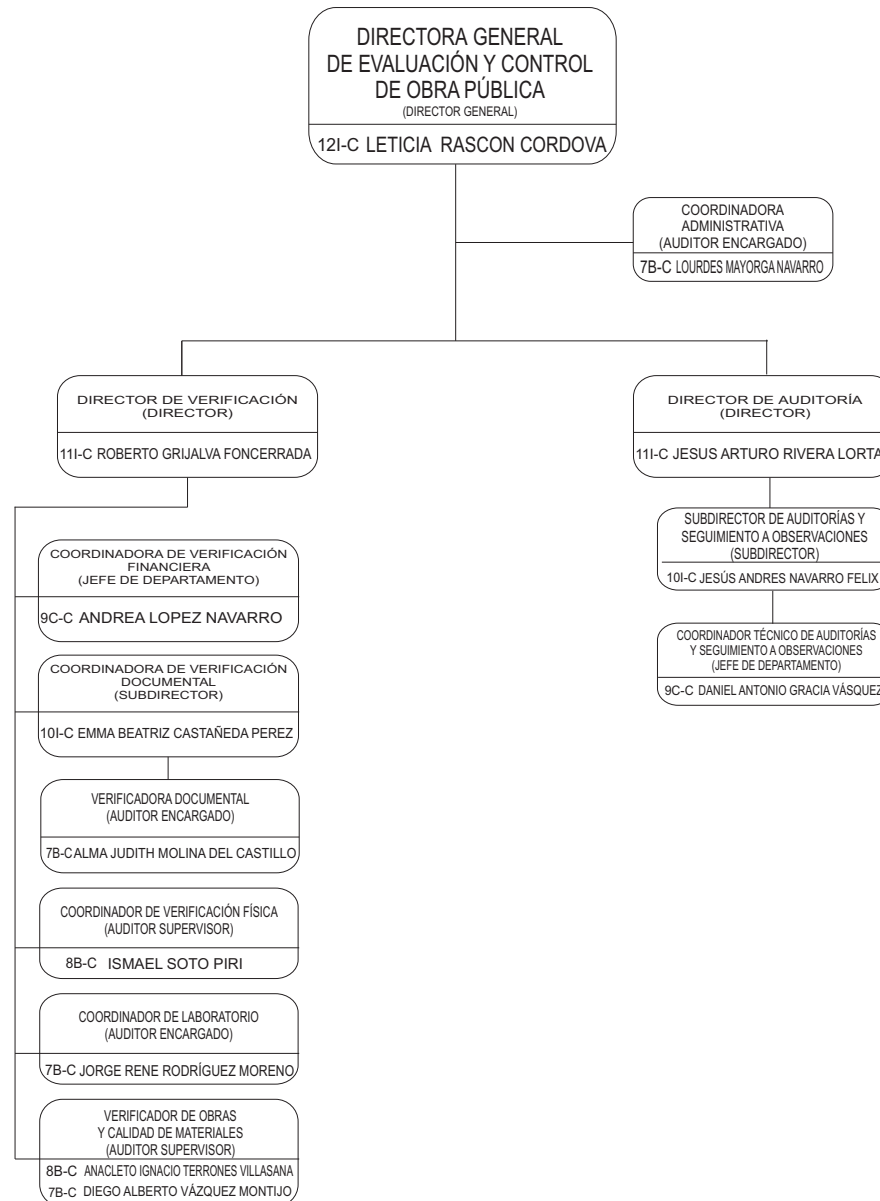 DIRECTORA GENERAL
DE EVALUACIÓN Y CONTROL
DE OBRA PÚBLICA
(DIRECTOR GENERAL)
12I-C LETICIA RASCON CORDOVA
COORDINADORA
ADMINISTRATIVA
(AUDITOR ENCARGADO)
7B-C LOURDES MAYORGA NAVARRO
DIRECTOR DE VERIFICACIÓN
(DIRECTOR)
11I-C ROBERTO GRIJALVA FONCERRADA
DIRECTOR DE AUDITORÍA
(DIRECTOR)
11I-C JESUS ARTURO RIVERA LORTA
SUBDIRECTOR DE AUDITORÍAS Y
SEGUIMIENTO A OBSERVACIONES
(SUBDIRECTOR)
10I-C JESÚS ANDRES NAVARRO FELIX
COORDINADOR TÉCNICO DE AUDITORÍAS
Y SEGUIMIENTO A OBSERVACIONES
(JEFE DE DEPARTAMENTO)
9C-C DANIEL ANTONIO GRACIA VÁSQUEZ
COORDINADORA DE VERIFICACIÓN
FINANCIERA
(JEFE DE DEPARTAMENTO)
9C-C ANDREA LOPEZ NAVARRO
COORDINADORA DE VERIFICACIÓN
DOCUMENTAL
(SUBDIRECTOR)
10I-C EMMA BEATRIZ CASTAÑEDA PEREZ
VERIFICADORA DOCUMENTAL
(AUDITOR ENCARGADO)
7B-CALMA JUDITH MOLINA DEL CASTILLO
COORDINADOR DE VERIFICACIÓN FÍSICA
(AUDITOR SUPERVISOR)
8B-C ISMAEL SOTO PIRI
COORDINADOR DE LABORATORIO
(AUDITOR ENCARGADO)
7B-C JORGE RENE RODRÍGUEZ MORENO
VERIFICADOR DE OBRAS
Y CALIDAD DE MATERIALES
(AUDITOR SUPERVISOR)
8B-C ANACLETO IGNACIO TERRONES VILLASANA
7B-C DIEGO ALBERTO VÁZQUEZ MONTIJO